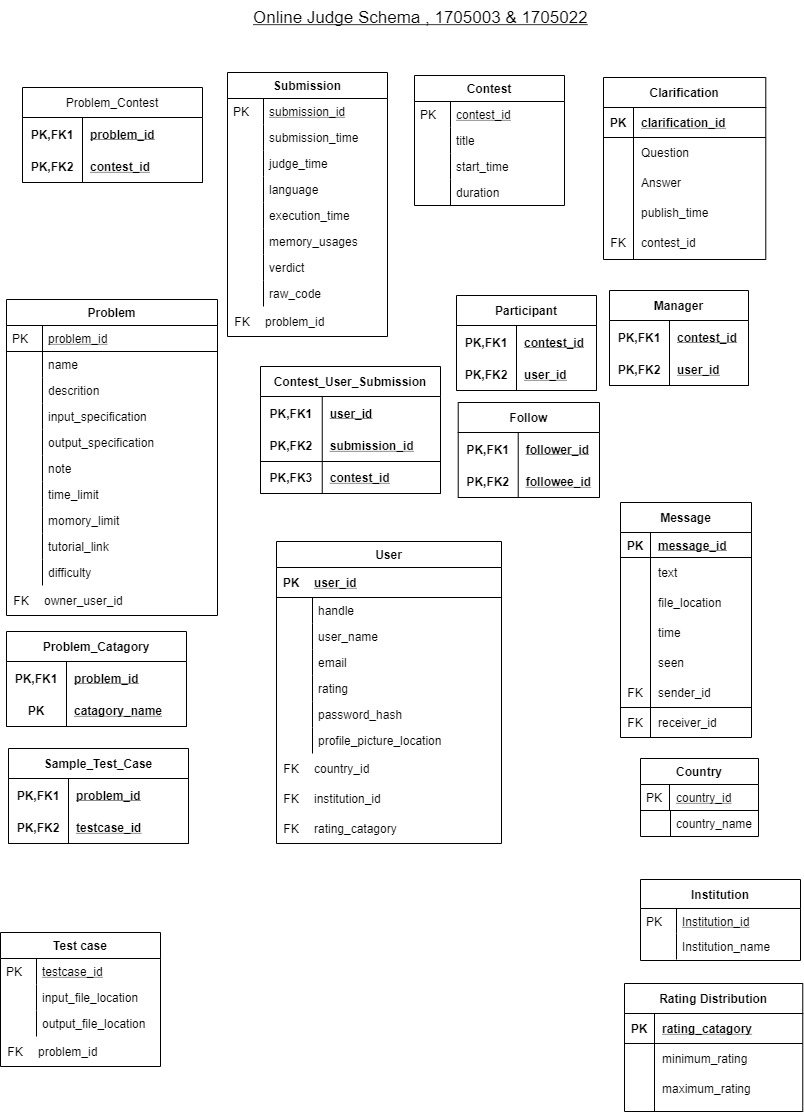 Online Judge Schema , 1705003 & 1705022
Problem_Contest
PK,FK1 problem_id
PK,FK2 contest_id
Submission
PK submission_id
submission_time
judge_time
language
execution_time
memory_usages
verdict
raw_code
FK problem_id
Contest
PK contest_id
title
start_time
duration
Clarification
PK clarification_id
Question
Answer
publish_time
FK contest_id
Problem
PK problem_id
name
descrition
input_specification
output_specification
note
time_limit
momory_limit
tutorial_link
difficulty
FK owner_user_id
Contest_User_Submission
PK,FK1 user_id
PK,FK2 submission_id
PK,FK3 contest_id
Participant
PK,FK1 contest_id
PK,FK2 user_id
Manager
PK,FK1 contest_id
PK,FK2 user_id
Follow
PK,FK1 follower_id
PK,FK2 followee_id
Message
PK message_id
text
file_location
time
seen
FK sender_id
FK receiver_id
User
PK user_id
handle
user_name
email
rating
password_hash
profile_picture_location
FK country_id
FK institution_id
FK rating_catagory
Problem_Catagory
PK,FK1 problem_id
PK catagory_name
Sample_Test_Case
PK,FK1 problem_id
PK,FK2 testcase_id
Country
PK country_id
country_name
Institution
PK Institution_id
Institution_name
Test case
PK testcase_id
input_file_location
output_file_location
FK problem_id
Rating Distribution
PK rating_catagory
minimum_rating
maximum_rating